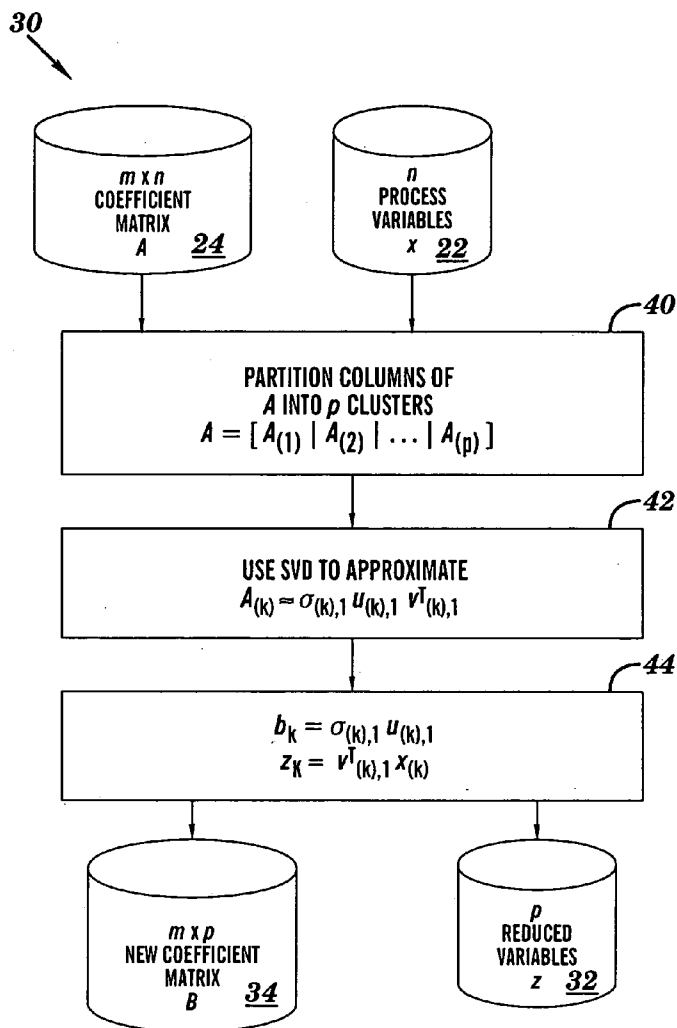 30
m x n
COEFFICIENT
MATRIX
A 24
n
PROCESS
VARIABLES
x 22
40
PARTITION COLUMNS OF
A INTO p CLUSTERS
A = [ A(1) | A(2) | ... | A(p) ]
42
USE SVD TO APPROXIMATE
A(k) ≈ σ(k),1 u(k),1 vT(k),1
44
bk = σ(k),1 u(k),1
zK = vT(k),1 x(k)
m x p
NEW COEFFICIENT
MATRIX
B 34
p
REDUCED
VARIABLES
z 32